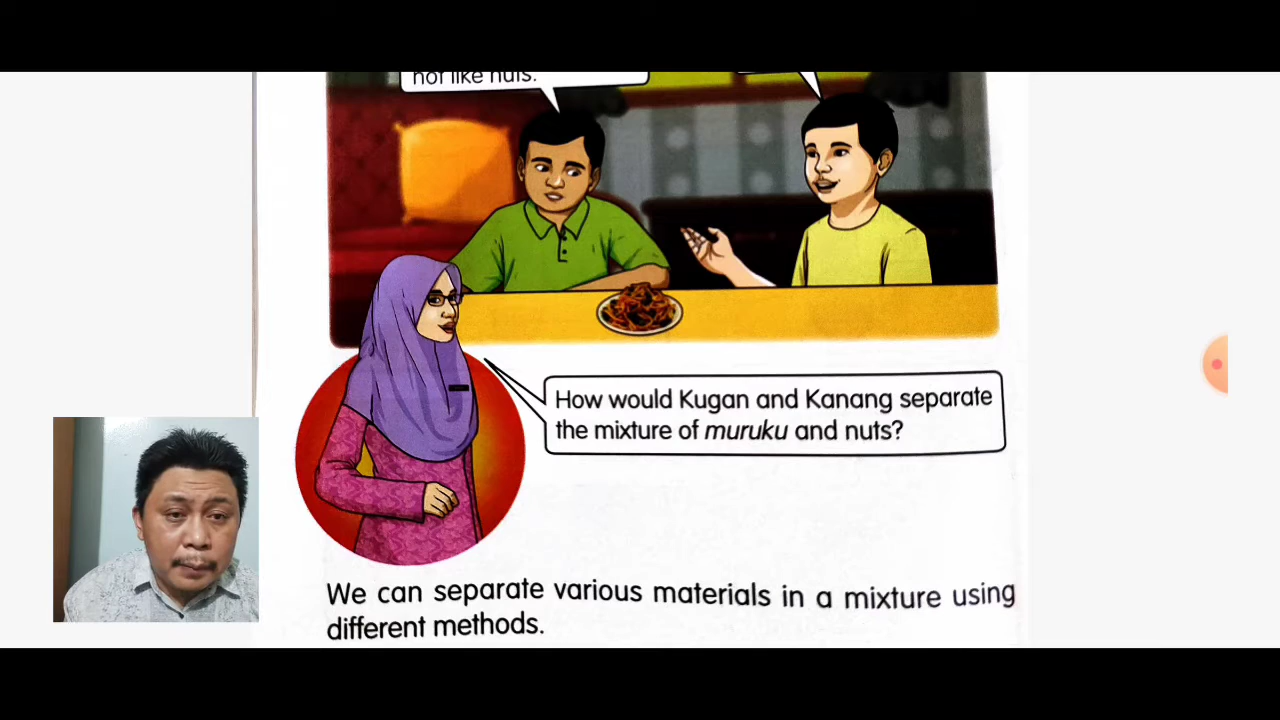 not like nuts.
How would Kugan and Kanang separate
the mixture of muruku and nuts?
We can separate various materials in a mixture using
different methods.